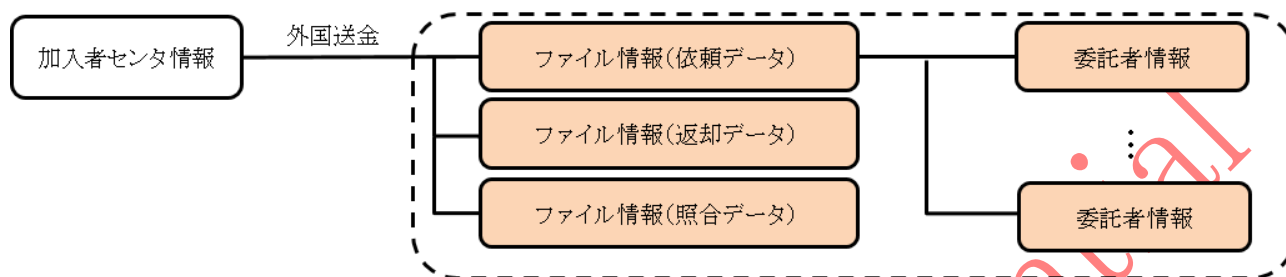 外国送金
加入者センタ情報
ファイル情報(依頼データ)
委託者情報
ファイル情報(返却データ)
⋮
ファイル情報(照合データ)
委託者情報
tial